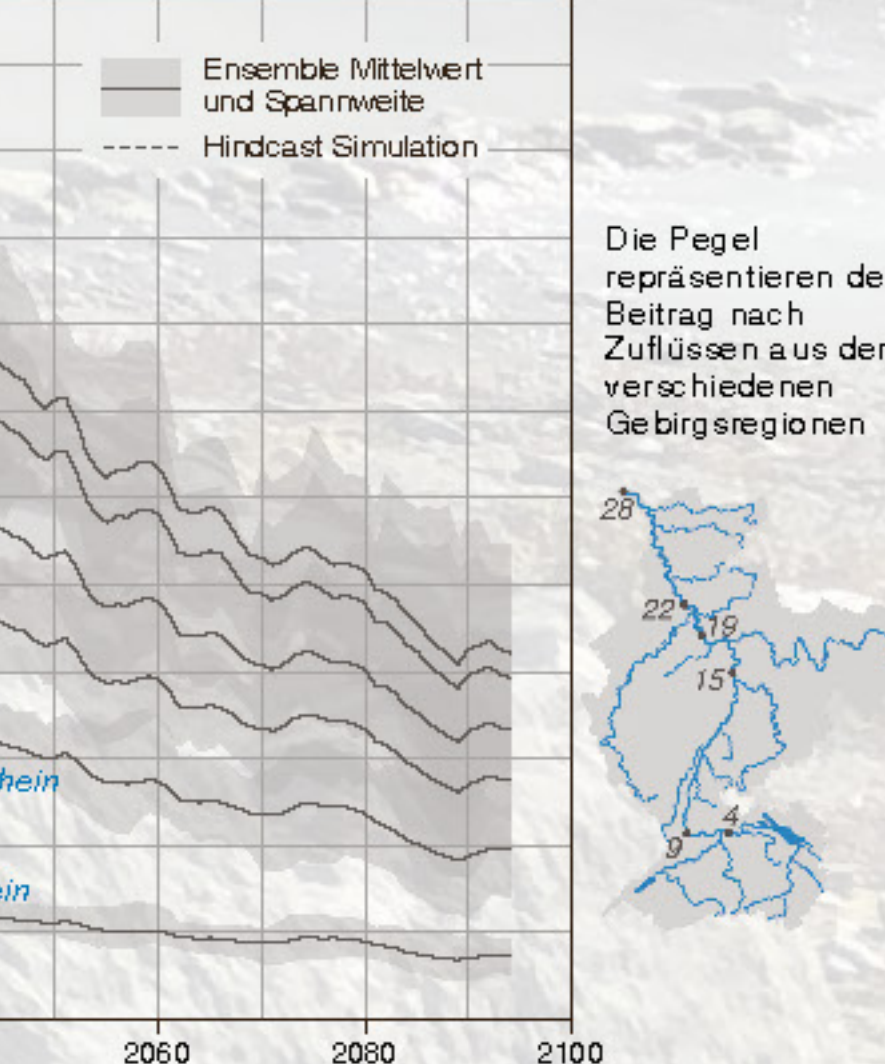 Ensemble Mittelwert
und Spannweite
Hindcast Simulation
Die Pegel
repräsentieren de
Beitrag nach
Zuflüssen aus der
verschiedenen
Gebirgsregionen
28
22
19
15
4
9
hein
ein
2060
2080
2100